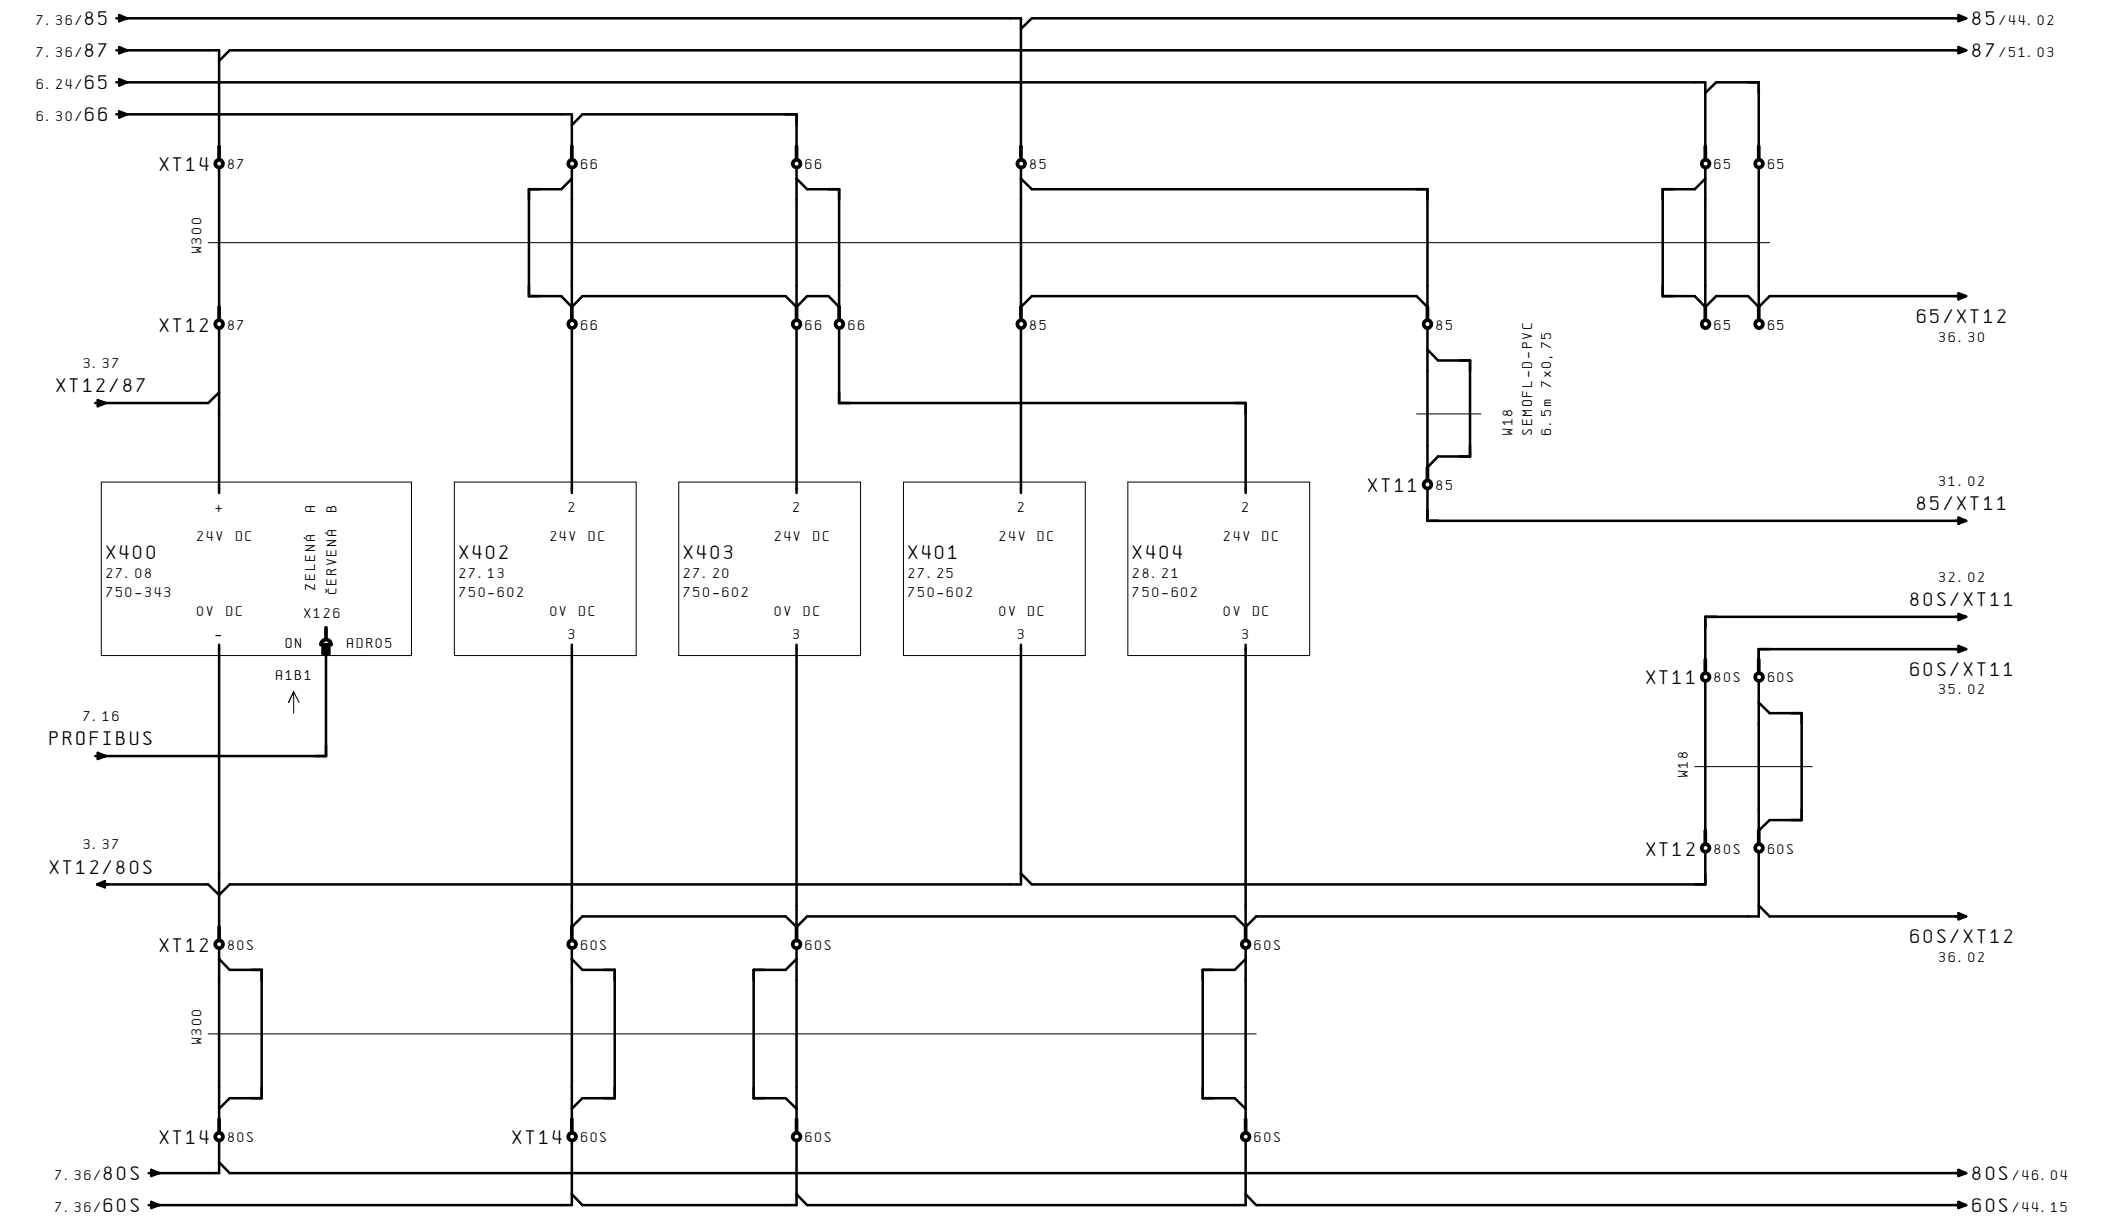 7.36/85
85/44.02
7.36/87
87/51.03
6.24/65
6.30/66
XT14 87
66
66
85
65
65
W300
XT12 87
66
66
66
85
85
65
65
65/XT12
36.30
3.37
XT12/87
W18
SEMOFL-D-PVC
6.5m 7x0,75
XT11 85
31.02
85/XT11
+
24V DC
X400
27.08
750-343
0V DC
-
ZELENÁ A
ČERVENÁ B
X126
ON
ADR05
A1B1
2
24V DC
X402
27.13
750-602
0V DC
3
2
24V DC
X403
27.20
750-602
0V DC
3
2
24V DC
X401
27.25
750-602
0V DC
3
2
24V DC
X404
28.21
750-602
0V DC
3
32.02
80S/XT11
60S/XT11
35.02
XT11 80S
60S
7.16
PROFIBUS
W18
3.37
XT12/80S
XT12 80S
60S
60S/XT12
36.02
XT12 80S
60S
60S
60S
W300
XT14 80S
XT14 60S
60S
60S
7.36/80S
80S/46.04
7.36/60S
60S/44.15